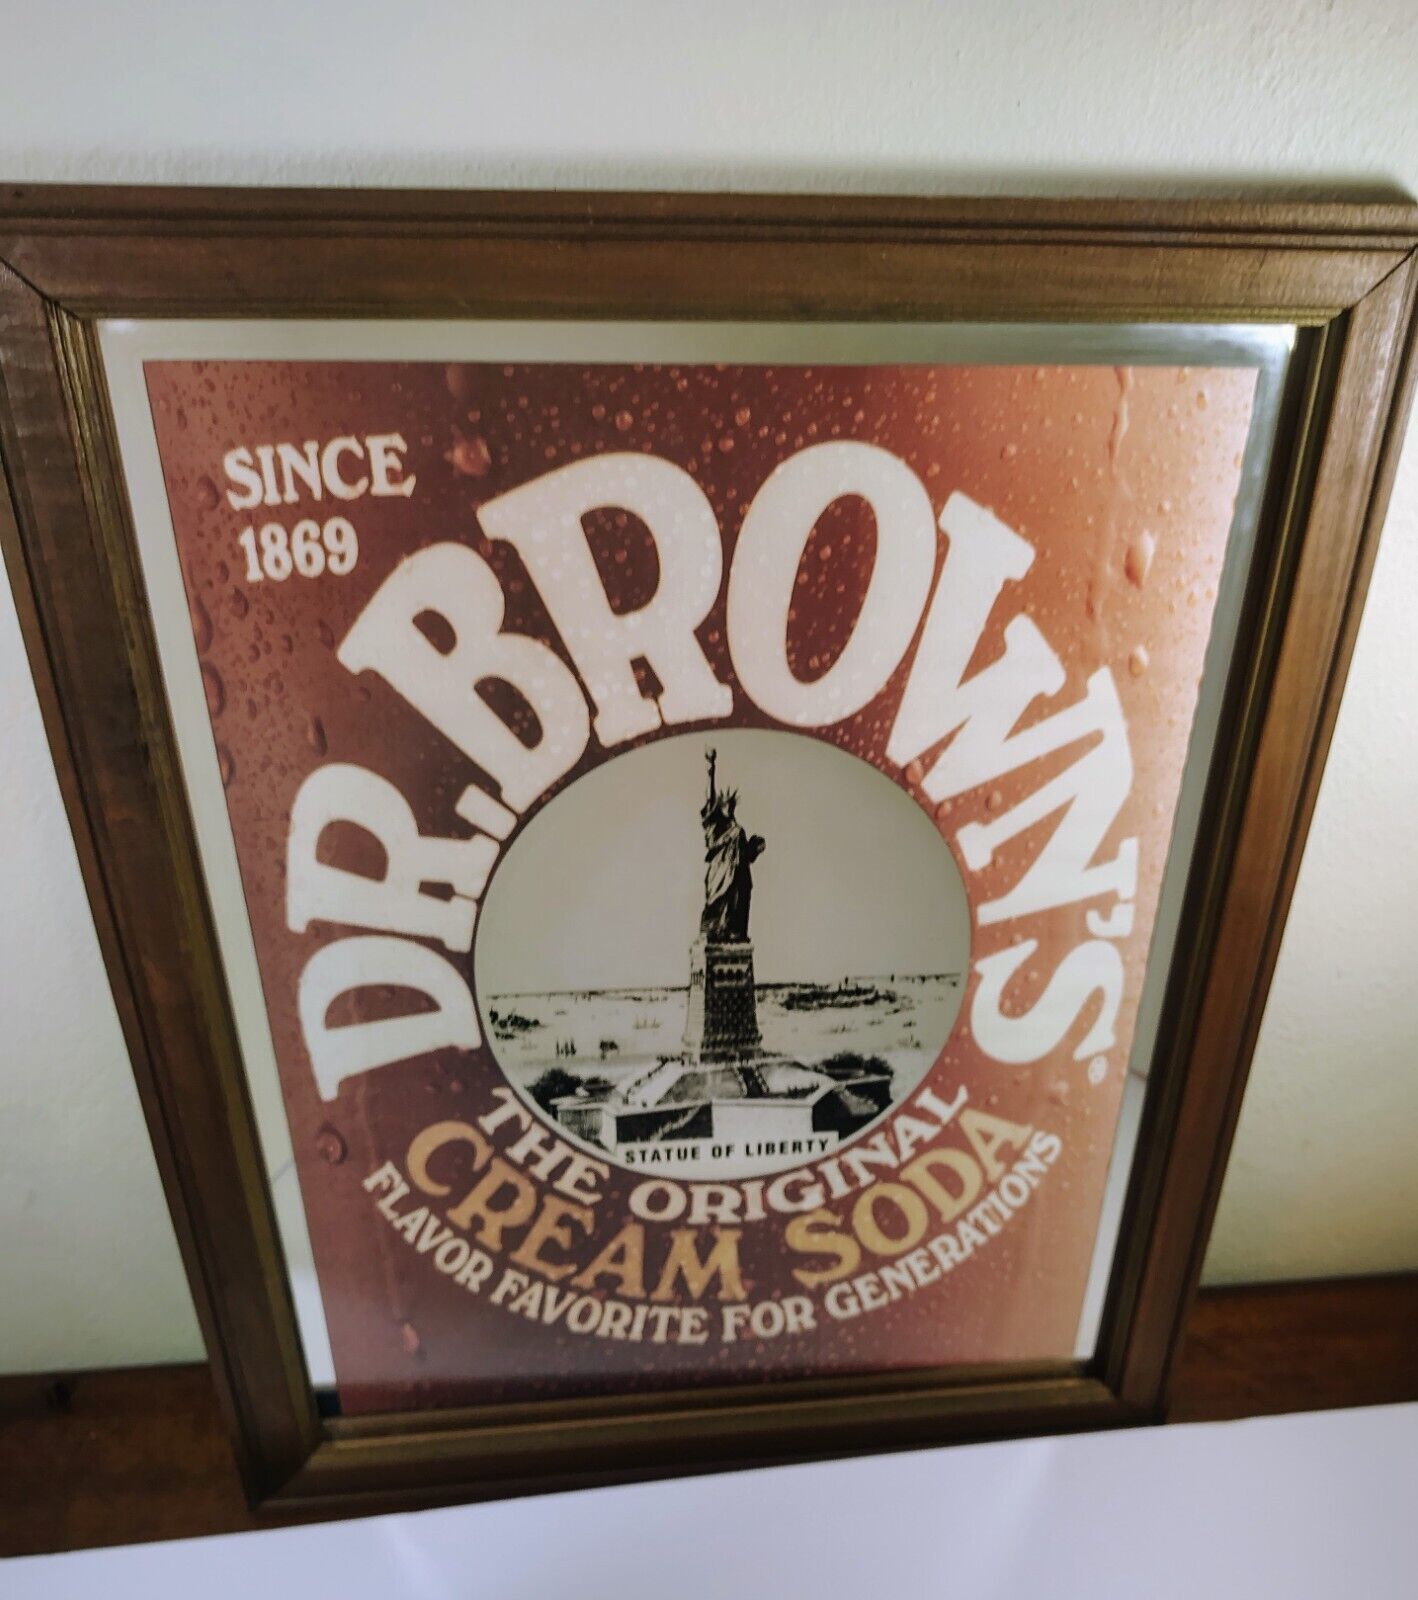 SINCE
1869
DR. BROWN'S®
STATUE OF LIBERTY
THE ORIGINAL
CREAM SODA
FLAVOR FAVORITE FOR GENERATIONS